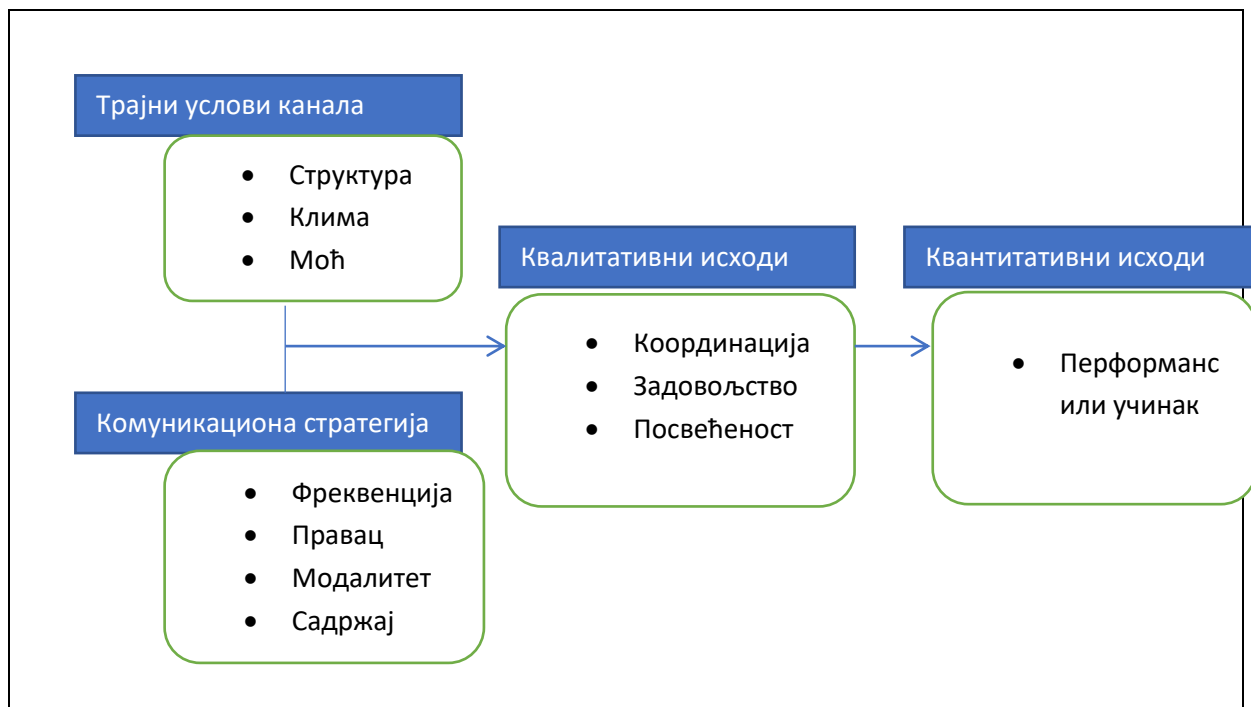 Трајни услови канала
• Структура
• Клима
• Моћ
Комуникациона стратегија
• Фреквенција
• Правац
• Модалитет
• Садржај
Квалитативни исходи
• Координација
• Задовољство
• Посвећеност
Квантитативни исходи
• Перформанс
или учинак